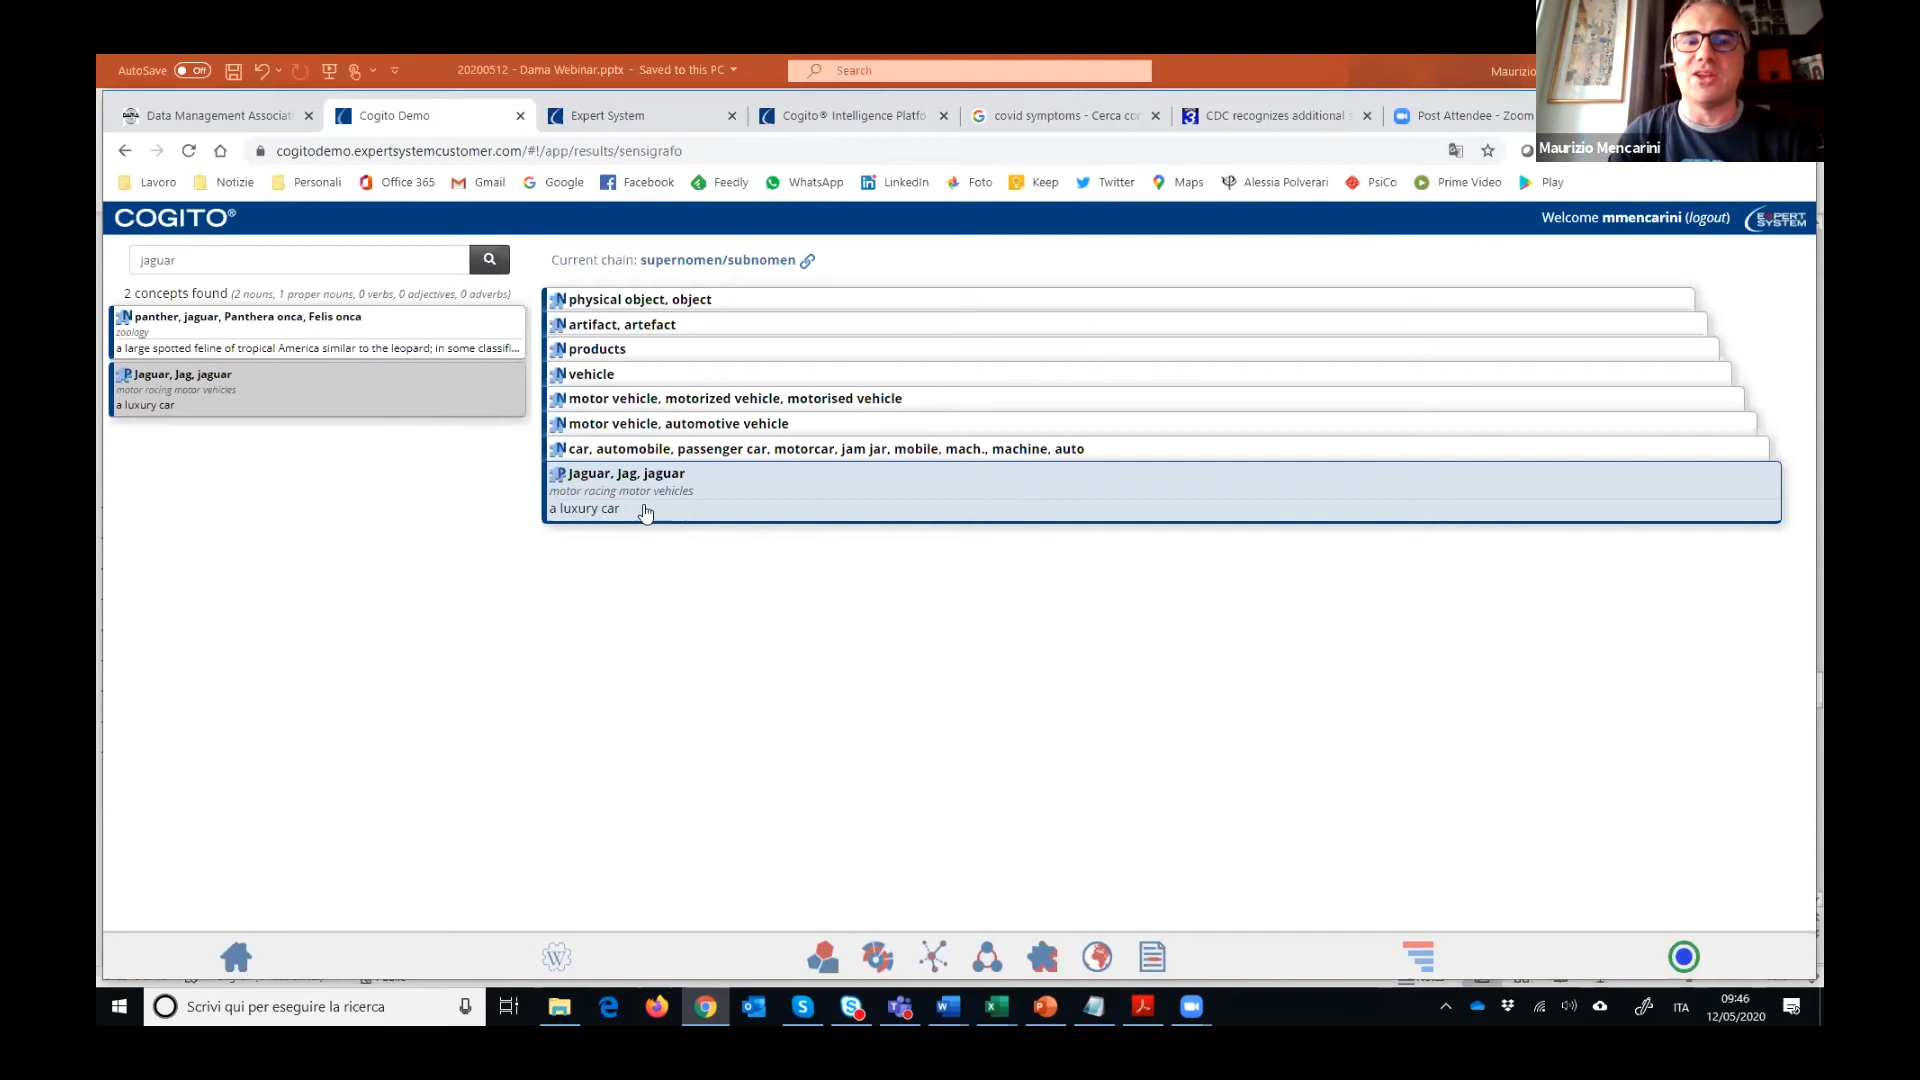 AutoSave Off
20200512 - Dama Webinar.pptx - Saved to this PC
Search
Maurizio
Data Management Associati
Cogito Demo
Expert System
Cogito® Intelligence Platfo
covid symptoms - Cerca con
CDC recognizes additional s
Post Attendee - Zoom
cogitodemo.expertsystemcustomer.com/#!/app/results/sensigrafo
Maurizio Mencarini
Lavoro
Notizie
Personali
Office 365
Gmail
Google
Facebook
Feedly
WhatsApp
LinkedIn
Foto
Keep
Twitter
Maps
Alessia Polverari
PsiCo
Prime Video
Play
COGITO®
Welcome mmencarini (logout)
EXPERT SYSTEM
jaguar
Current chain: supernomen/subnomen
2 concepts found (2 nouns, 1 proper nouns, 0 verbs, 0 adjectives, 0 adverbs)
N panther, jaguar, Panthera onca, Felis onca
zoology
a large spotted feline of tropical America similar to the leopard; in some classifi...
P Jaguar, Jag, jaguar
motor racing motor vehicles
a luxury car
N physical object, object
N artifact, artefact
N products
N vehicle
N motor vehicle, motorized vehicle, motorised vehicle
N motor vehicle, automotive vehicle
N car, automobile, passenger car, motorcar, jam jar, mobile, mach., machine, auto
P Jaguar, Jag, jaguar
motor racing motor vehicles
a luxury car
Scrivi qui per eseguire la ricerca
ITA
09:46
12/05/2020